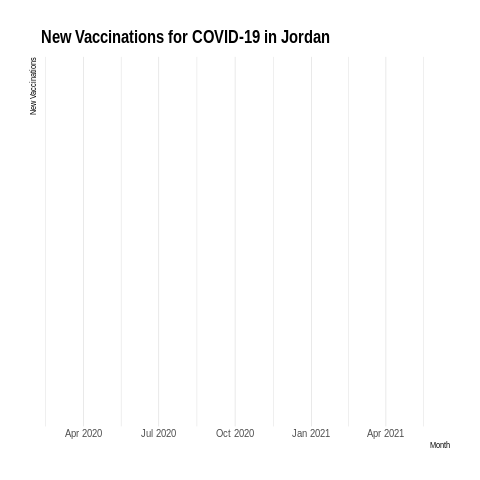 New Vaccinations for COVID-19 in Jordan
New Vaccinations
Apr 2020 Jul 2020 Oct 2020 Jan 2021 Apr 2021
Month